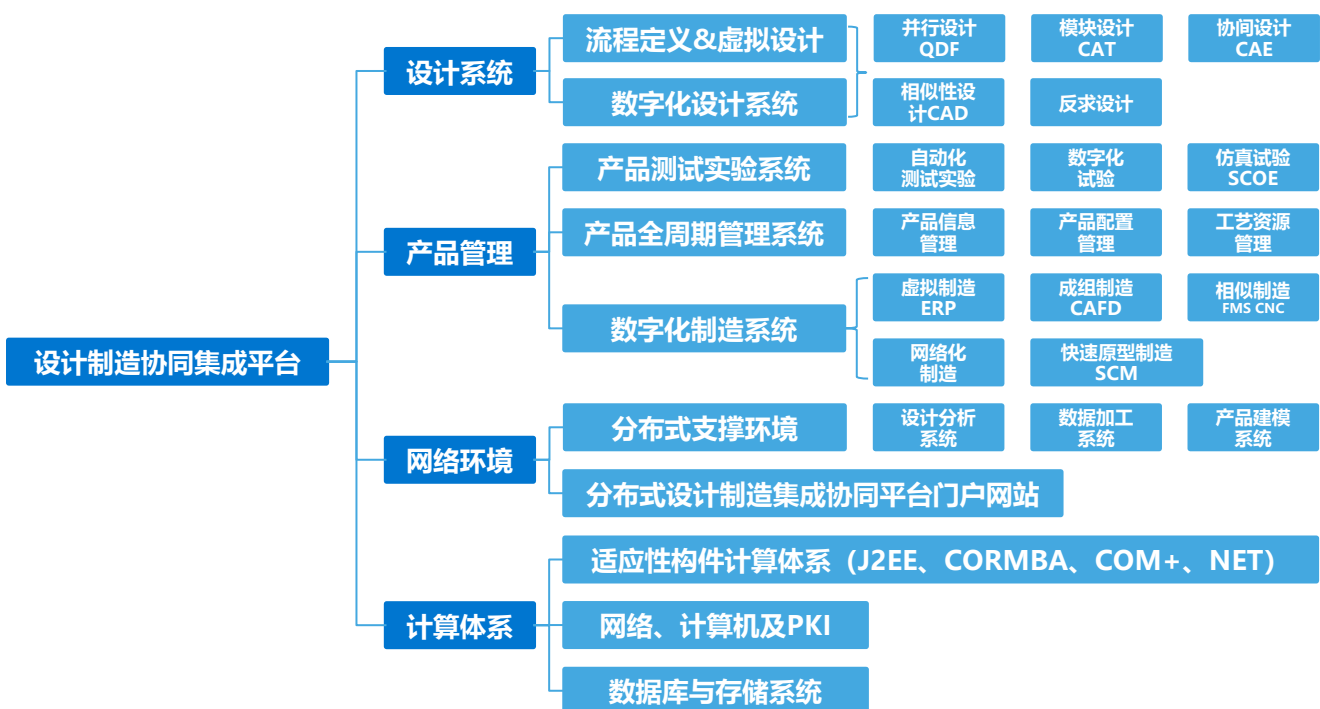 设计制造协同集成平台
设计系统
流程定义&虚拟设计
数字化设计系统
并行设计
QDF
模块设计
CAT
协间设计
CAE
相似性设
计CAD
反求设计
产品管理
产品测试实验系统
自动化
测试实验
数字化
试验
仿真试验
SCOE
产品全周期管理系统
产品信息
管理
产品配置
管理
工艺资源
管理
数字化制造系统
虚拟制造
ERP
成组制造
CAFD
相似制造
FMS CNC
网络化
制造
快速原型制造
SCM
网络环境
分布式支撑环境
设计分析
系统
数据加工
系统
产品建模
系统
分布式设计制造集成协同平台门户网站
计算体系
适应性构件计算体系（J2EE、CORMBA、COM+、NET）
网络、计算机及PKI
数据库与存储系统